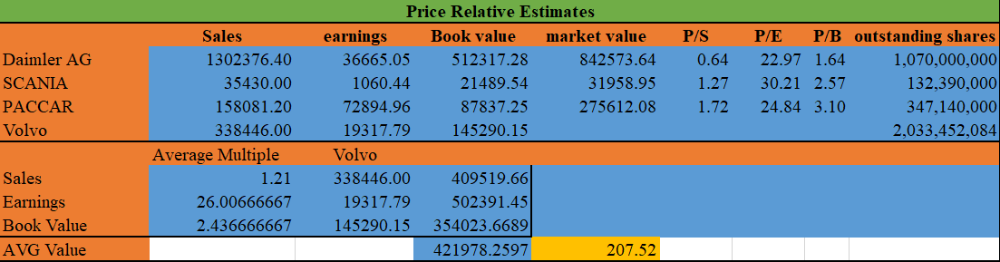 Price Relative Estimates
Sales earnings Book value market value P/S P/E P/B outstanding shares
Daimler AG 1302376.40 36665.05 512317.28 842573.64 0.64 22.97 1.64 1,070,000,000
SCANIA 35430.00 1060.44 21489.54 31958.95 1.27 30.21 2.57 132,390,000
PACCAR 158081.20 72894.96 87837.25 275612.08 1.72 24.84 3.10 347,140,000
Volvo 338446.00 19317.79 145290.15 2,033,452,084
Average Multiple Volvo
Sales 1.21 338446.00 409519.66
Earnings 26.00666667 19317.79 502391.45
Book Value 2.436666667 145290.15 354023.6689
AVG Value 421978.2597 207.52